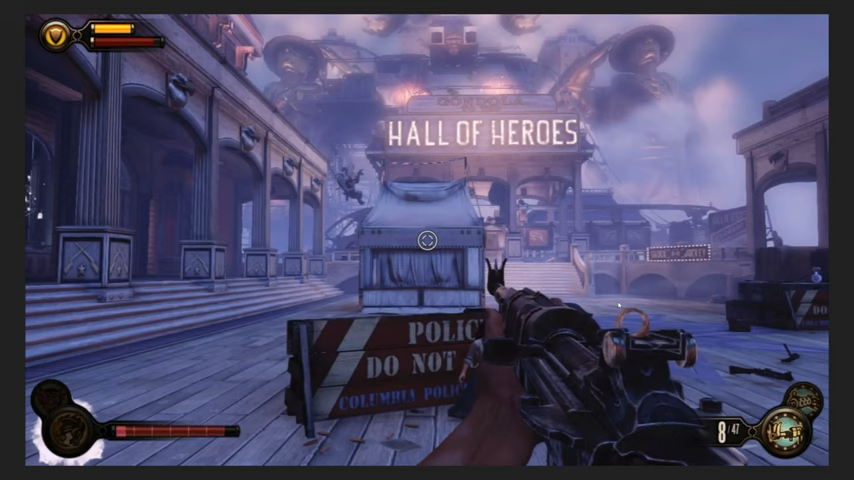 HALL OF HEROES
POLIC
DO NOT
COLUMBIA POLIC
8/47